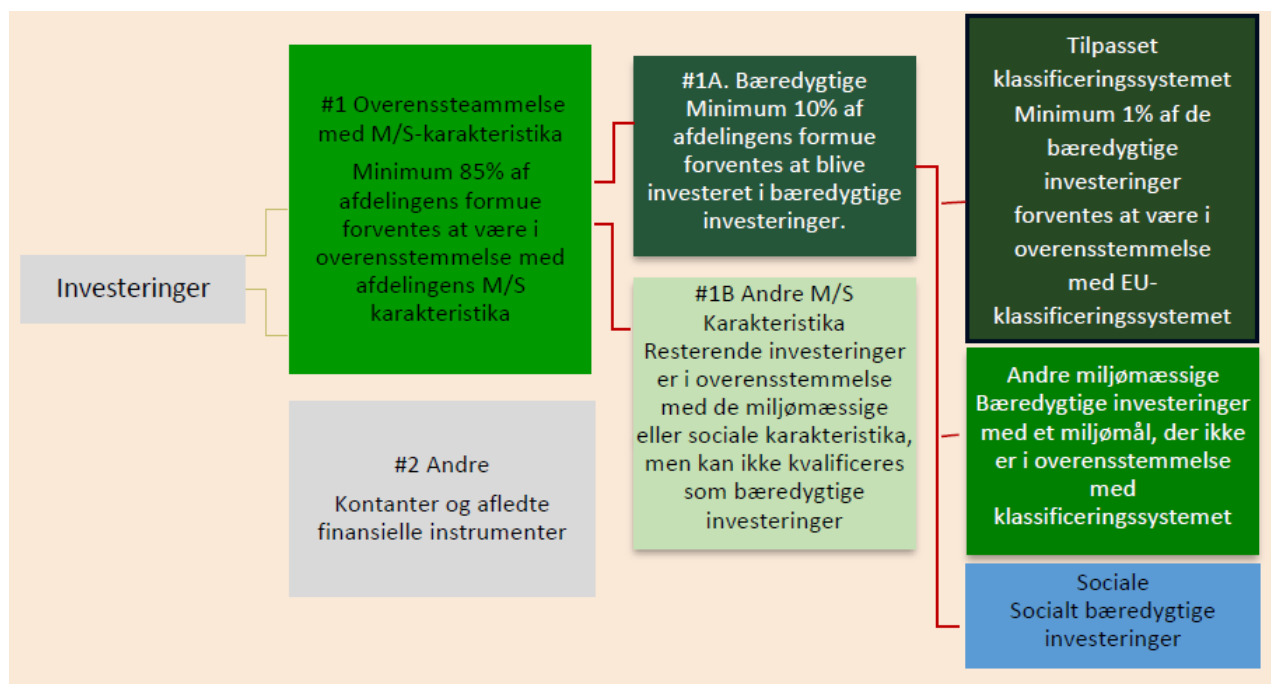 Investeringer
#1 Overenssteammelse
med M/S-karakteristika
Minimum 85% af
afdelingens formue
forventes at være i
overensstemmelse med
afdelingens M/S
karakteristika
#2 Andre
Kontanter og afledte
finansielle instrumenter
#1A. Bæredygtige
Minimum 10% af
afdelingens formue
forventes at blive
investeret i bæredygtige
investeringer.
#1B Andre M/S
Karakteristika
Resterende investeringer
er i overensstemmelse
med de miljømæssige
eller sociale karakteristika,
men kan ikke kvalificeres
som bæredygtige
investeringer
Tilpasset
klassificeringssystemet
Minimum 1% af de
bæredygtige
investeringer
forventes at være i
overensstemmelse
med EU-
klassificeringssystemet
Andre miljømæssige
Bæredygtige investeringer
med et miljømål, der ikke
er i overensstemmelse
med
klassificeringssystemet
Sociale
Socialt bæredygtige
investeringer